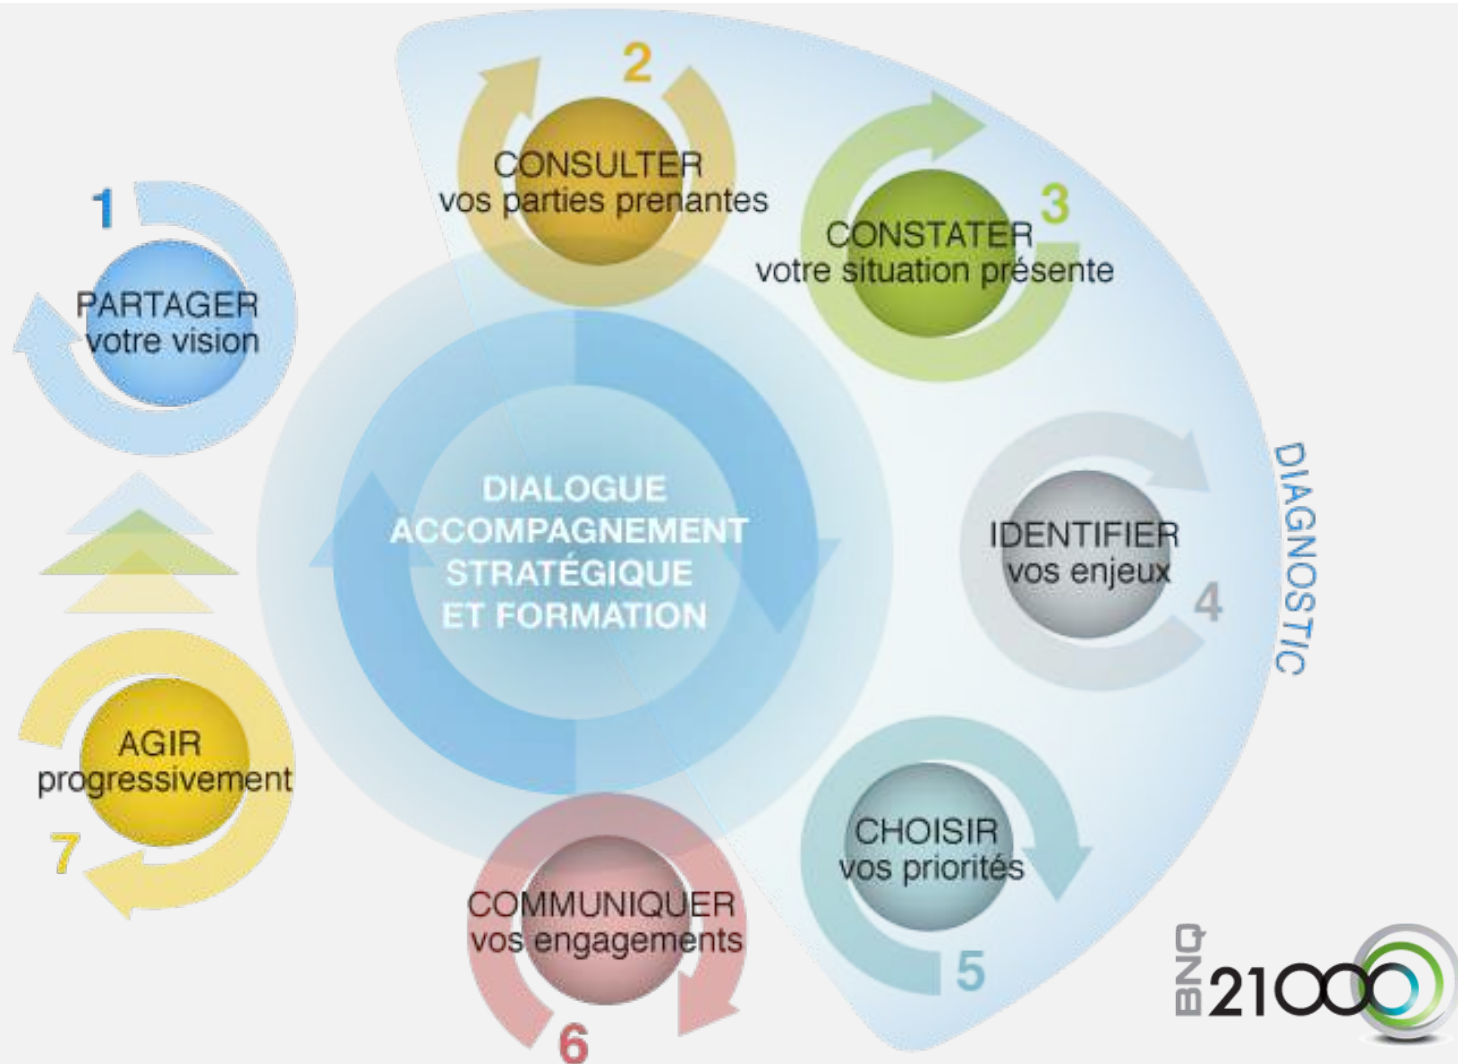 1
PARTAGER
votre vision
2
CONSULTER
vos parties prenantes
3
CONSTATER
votre situation présente
IDENTIFIER
vos enjeux
4
DIAGNOSTIC
CHOISIR
vos priorités
5
COMMUNIQUER
vos engagements
6
AGIR
progressivement
7
DIALOGUE
ACCOMPAGNEMENT
STRATÉGIQUE
ET FORMATION
BNQ
21000